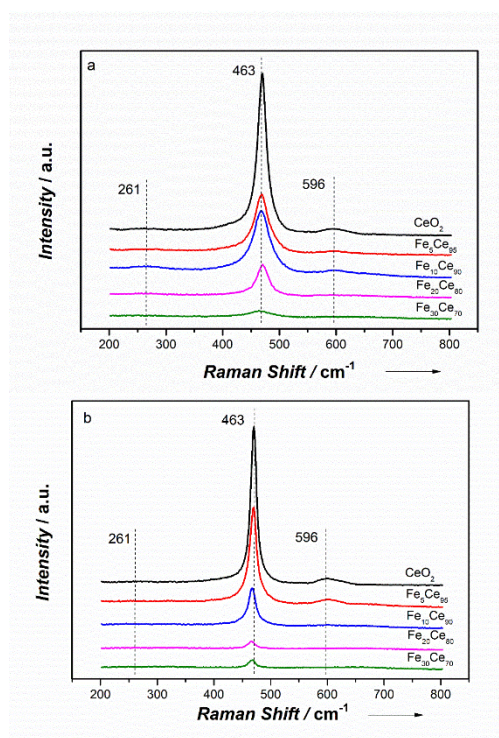 a
463
261
596
CeO2
Fe5Ce95
Fe10Ce90
Fe20Ce80
Fe30Ce70
Intensity / a.u.
100 200 300 400 500 600 700 800
Raman Shift / cm-1
b
463
261
596
CeO2
Fe5Ce95
Fe10Ce90
Fe20Ce80
Fe30Ce70
Intensity / a.u.
200 300 400 500 600 700 800
Raman Shift / cm-1